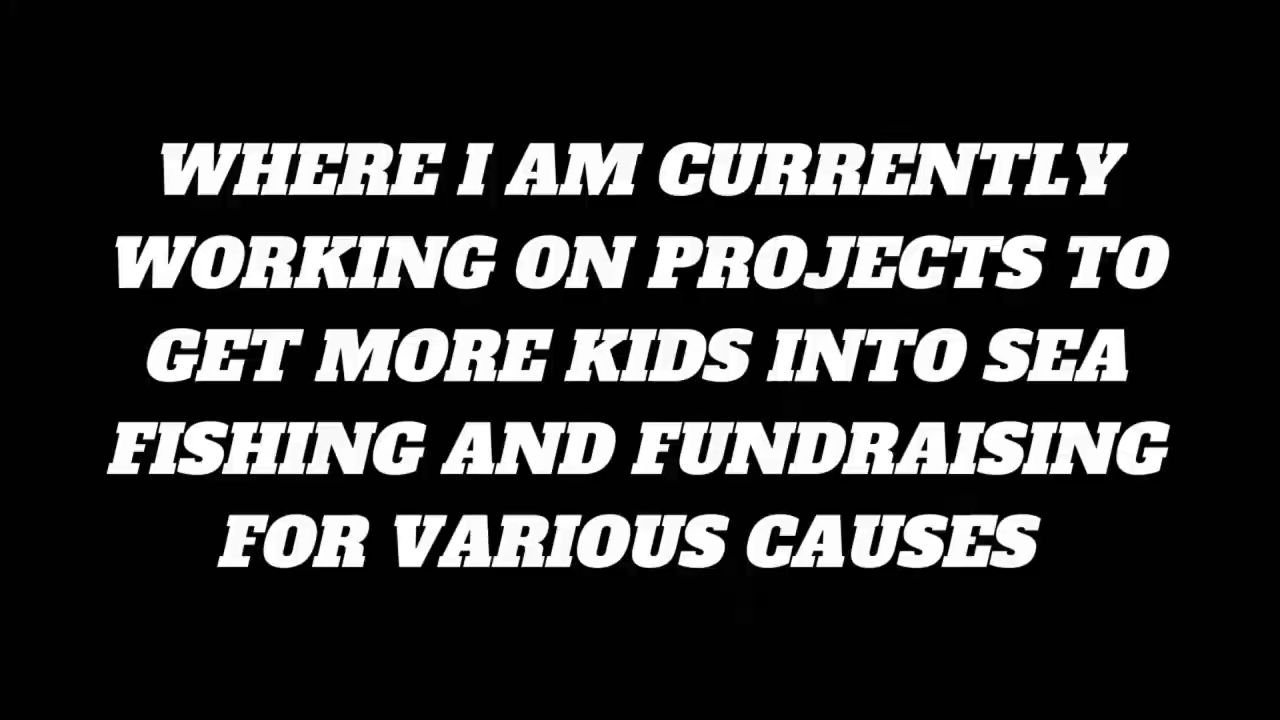 WHERE I AM CURRENTLY
WORKING ON PROJECTS TO
GET MORE KIDS INTO SEA
FISHING AND FUNDRAISING
FOR VARIOUS CAUSES